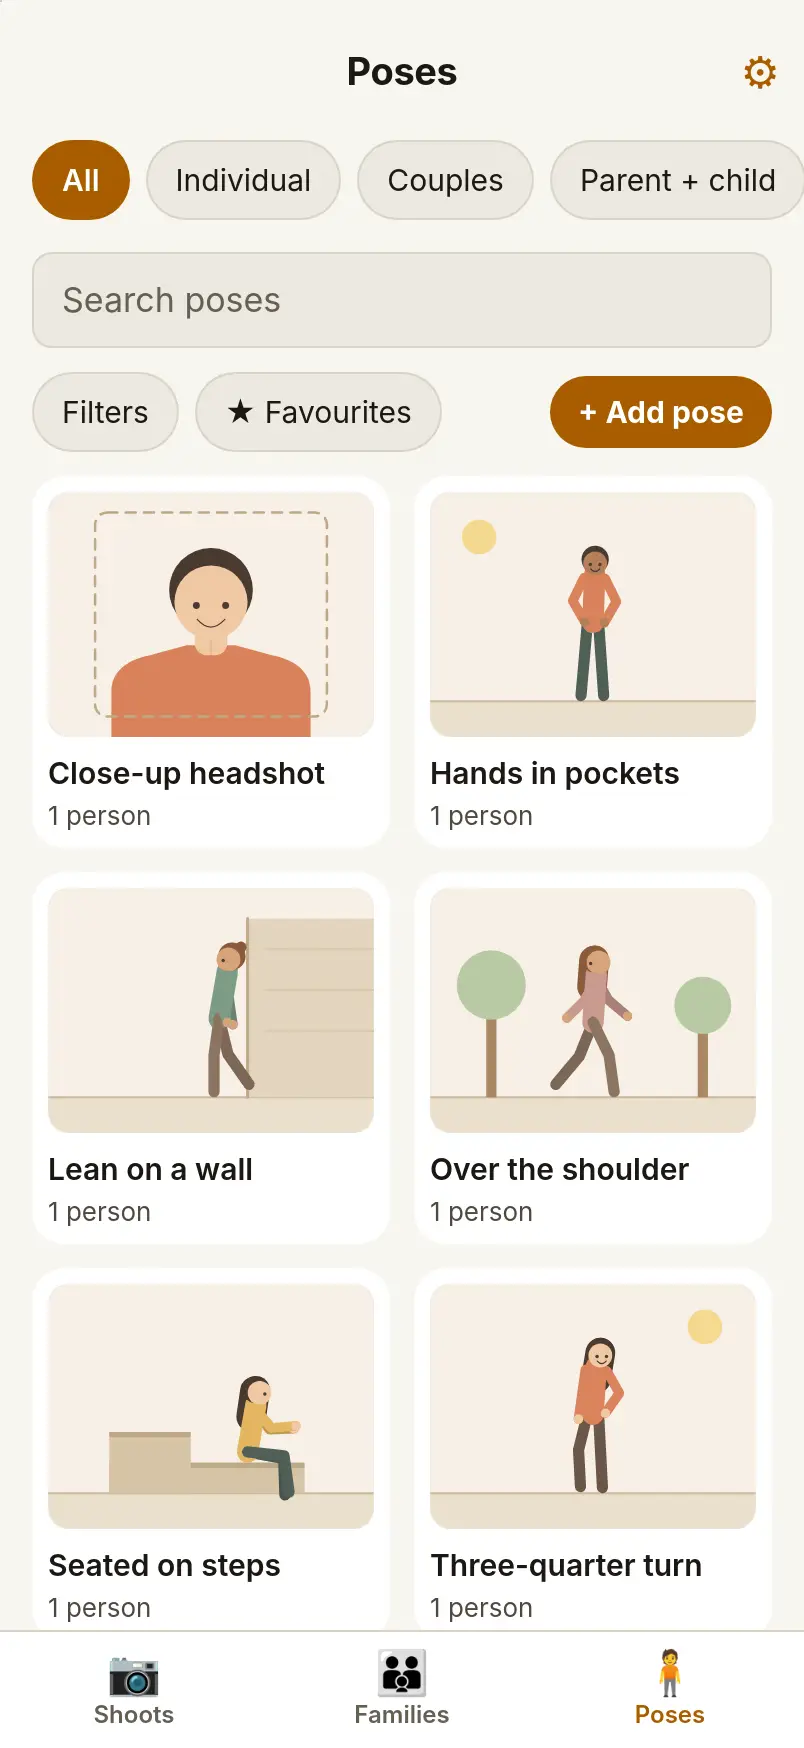 Poses
All
Individual
Couples
Parent + child
Search poses
Filters
★ Favourites
+ Add pose
Close-up headshot
1 person
Hands in pockets
1 person
Lean on a wall
1 person
Over the shoulder
1 person
Seated on steps
1 person
Three-quarter turn
1 person
Shoots
Families
Poses